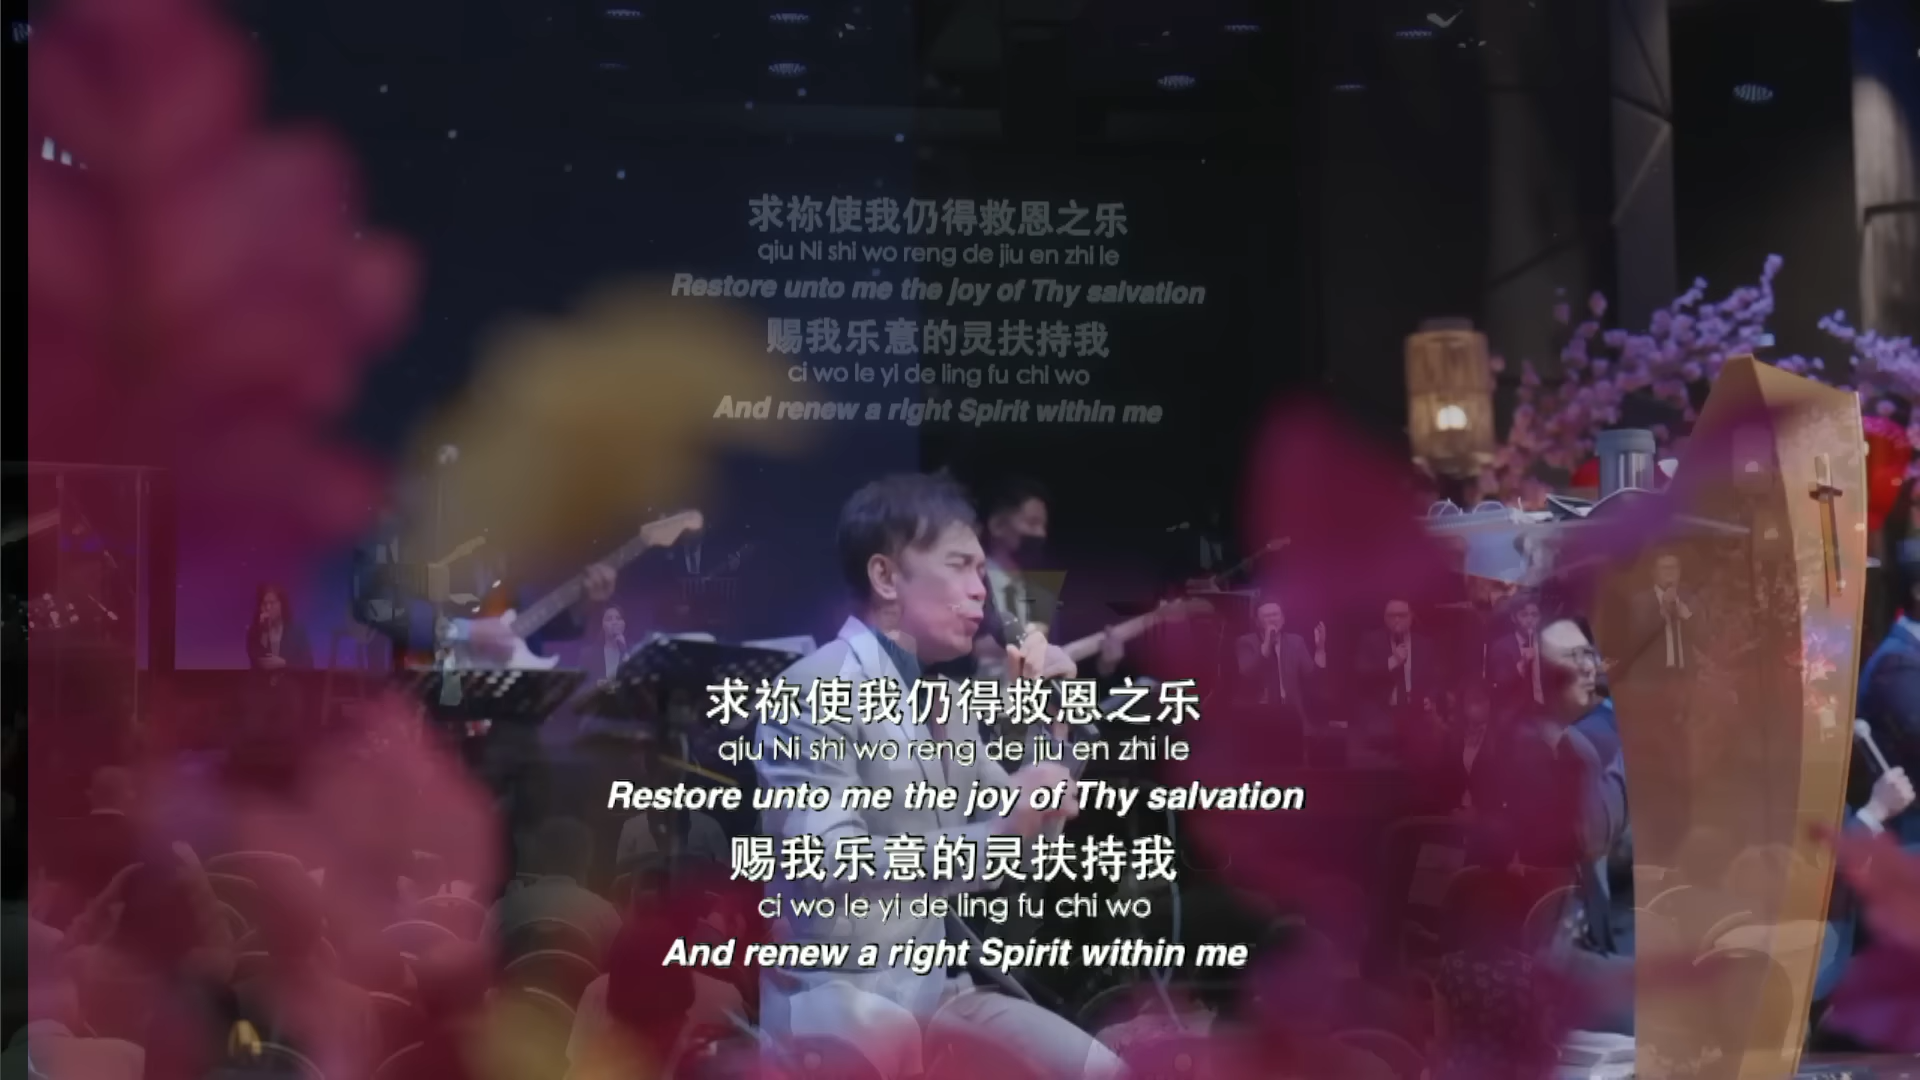 求祢使我仍得救恩之乐
qiu Ni shi wo reng de jiu en zhi le
Restore unto me the joy of Thy salvation
赐我乐意的灵扶持我
ci wo le yi de ling fu chi wo
And renew a right Spirit within me
求祢使我仍得救恩之乐
qiu Ni shi wo reng de jiu en zhi le
Restore unto me the joy of Thy salvation
赐我乐意的灵扶持我
ci wo le yi de ling fu chi wo
And renew a right Spirit within me